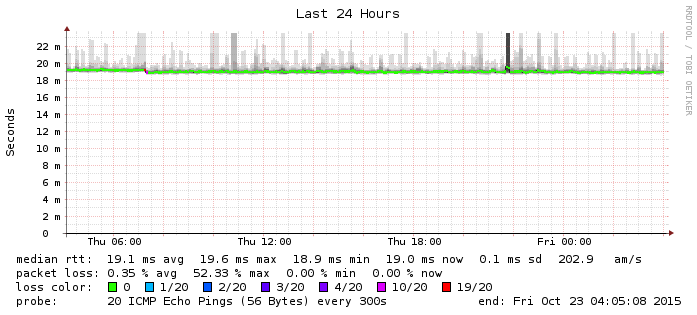 Last 24 Hours
RRDTOOL / TOBI OETIKER
Seconds
22 m
20 m
18 m
16 m
14 m
12 m
10 m
8 m
6 m
4 m
2 m
0
Thu 06:00 Thu 12:00 Thu 18:00 Fri 00:00
median rtt: 19.1 ms avg 19.6 ms max 18.9 ms min 19.0 ms now 0.1 ms sd 202.9 am/s
packet loss: 0.35 % avg 52.33 % max 0.00 % min 0.00 % now
loss color: 0 1/20 2/20 3/20 4/20 10/20 19/20
probe: 20 ICMP Echo Pings (56 Bytes) every 300s end: Fri Oct 23 04:05:08 2015